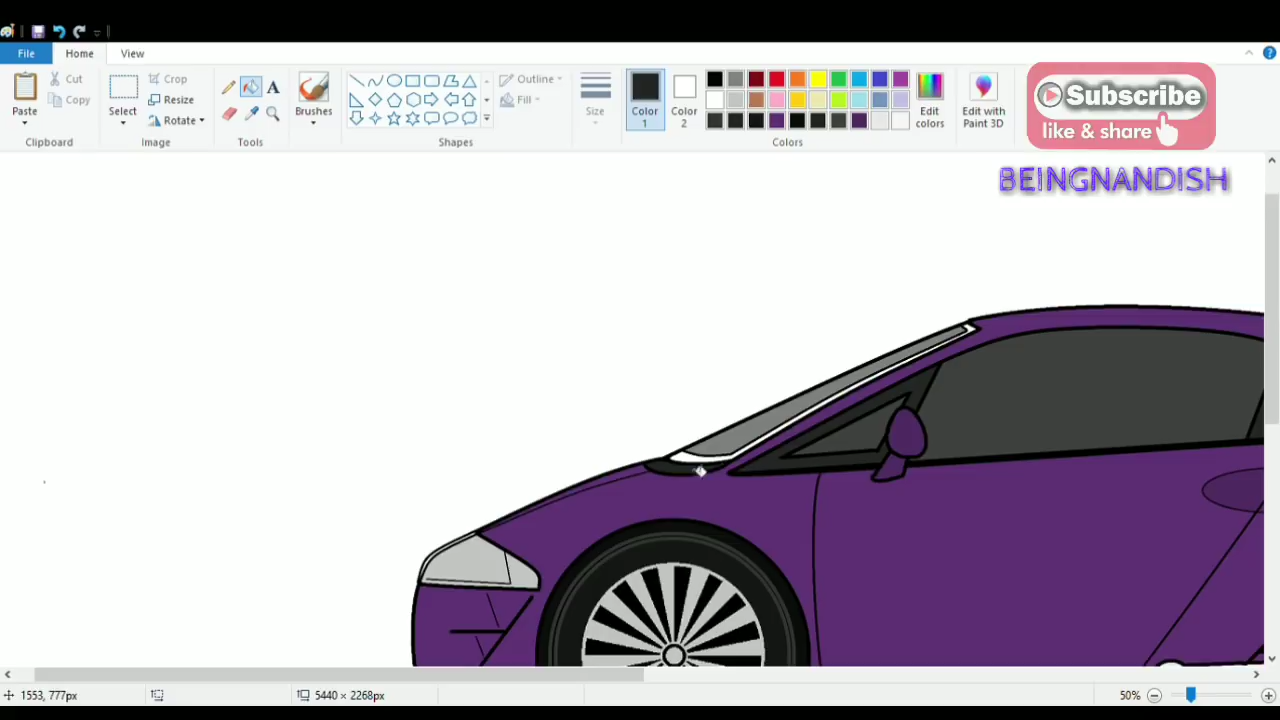 File Home View
Paste
Cut
Copy
Clipboard
Select
Crop
Resize
Rotate
Image
A
Tools
Brushes
Outline
Fill
Shapes
Size
Color 1
Color 2
Edit colors
Edit with Paint 3D
Colors
?
Subscribe
like & share
BEINGNANDISH
1553, 777px
5440 × 2268px
50%